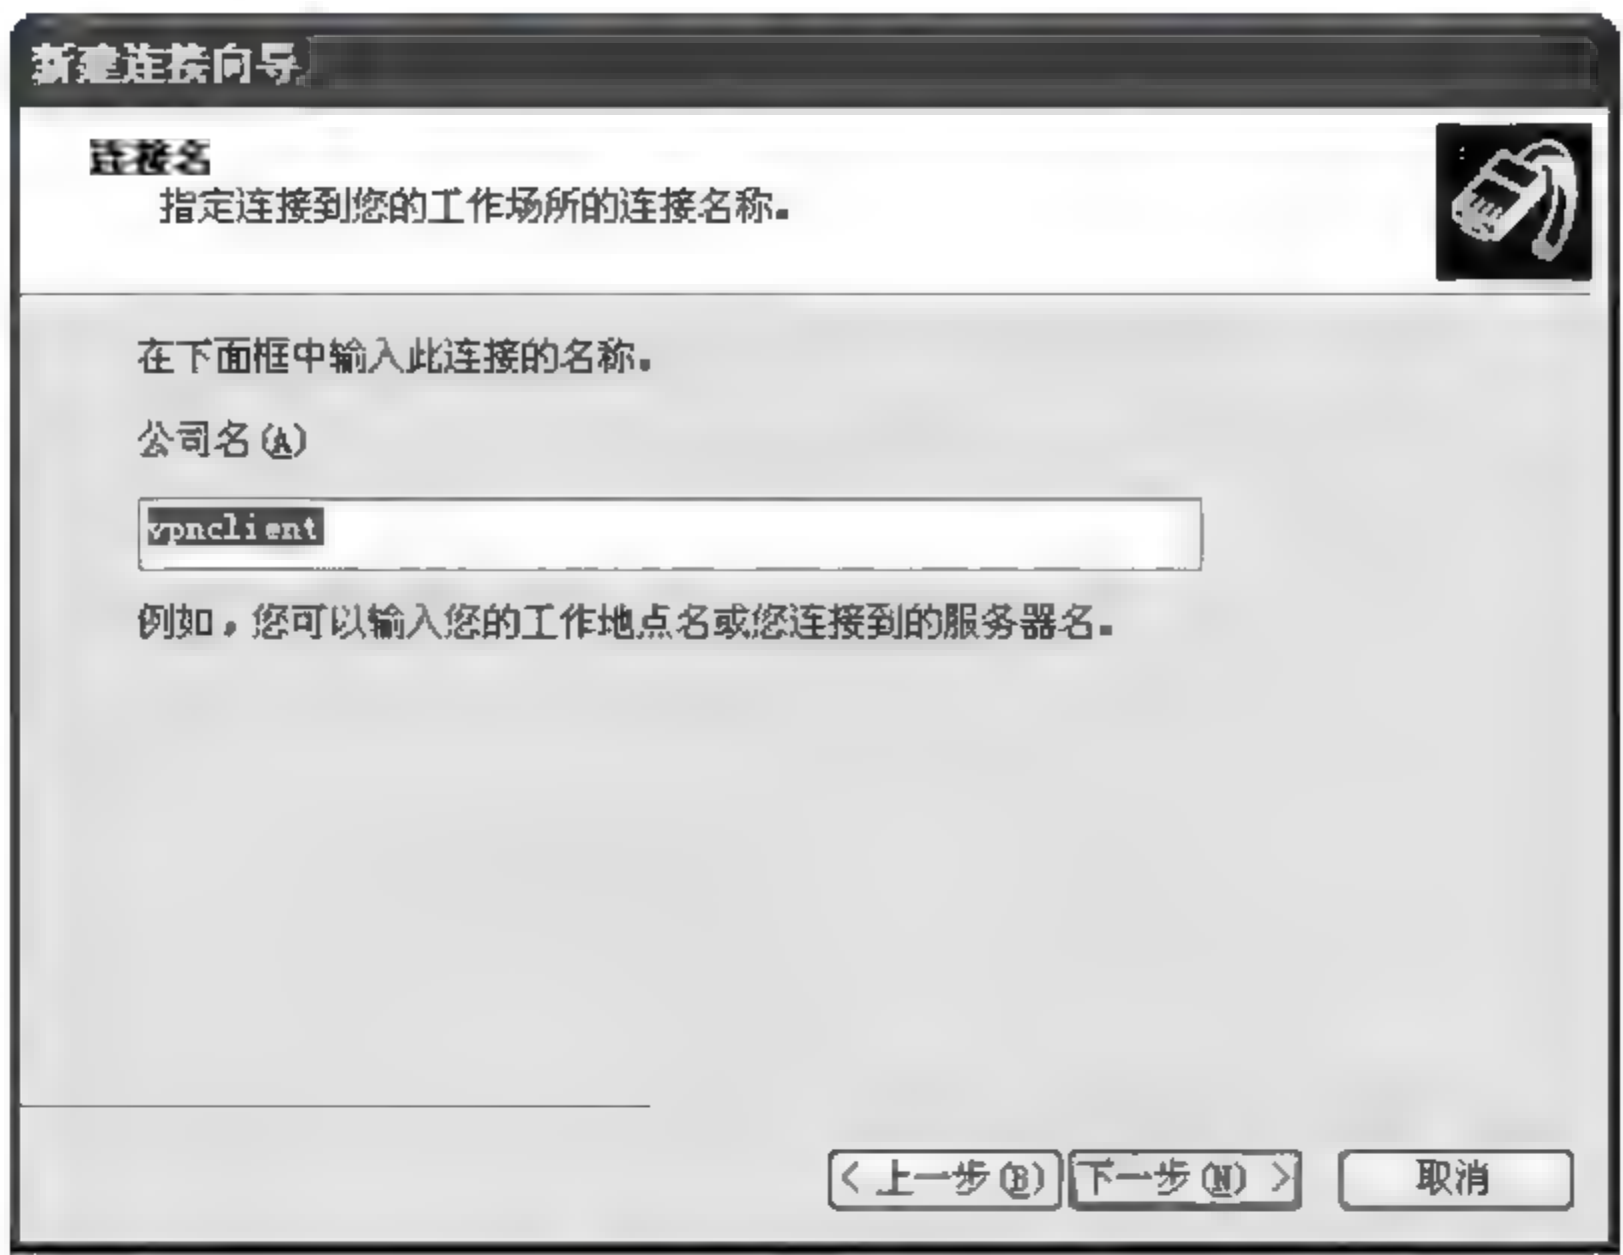 新建连接向导
连接名
指定连接到您的工作场所的连接名称。
在下面框中输入此连接的名称。
公司名(A)
vpnclient
例如，您可以输入您的工作地点名或您连接到的服务器名。
< 上一步(B) 下一步(N) > 取消